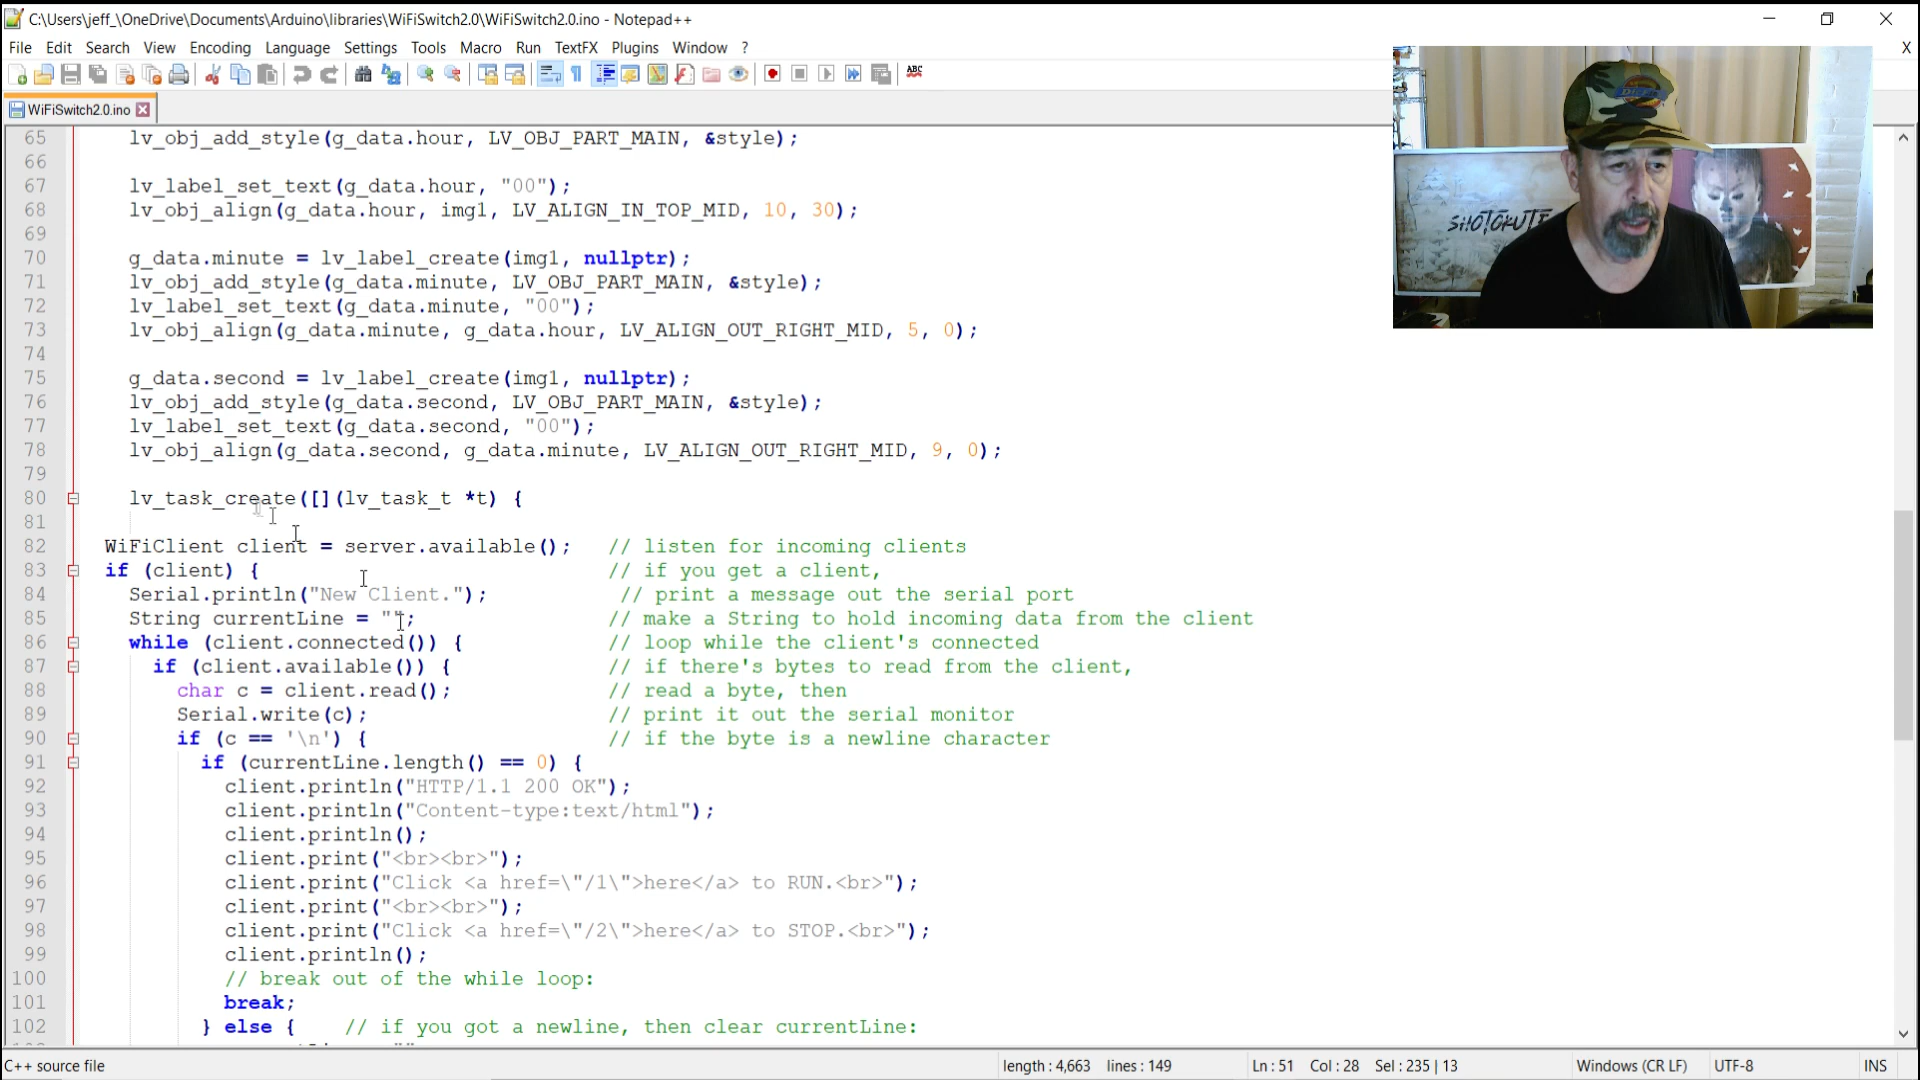 C:\Users\jeff_\OneDrive\Documents\Arduino\libraries\WiFiSwitch2.0\WiFiSwitch2.0.ino - Notepad++
File Edit Search View Encoding Language Settings Tools Macro Run TextFX Plugins Window ?
X
ABC
WiFiSwitch2.0.ino
65 lv_obj_add_style(g_data.hour, LV_OBJ_PART_MAIN, &style);
66
67 lv_label_set_text(g_data.hour, "00");
68 lv_obj_align(g_data.hour, img1, LV_ALIGN_IN_TOP_MID, 10, 30);
69
70 g_data.minute = lv_label_create(img1, nullptr);
71 lv_obj_add_style(g_data.minute, LV_OBJ_PART_MAIN, &style);
72 lv_label_set_text(g_data.minute, "00");
73 lv_obj_align(g_data.minute, g_data.hour, LV_ALIGN_OUT_RIGHT_MID, 5, 0);
74
75 g_data.second = lv_label_create(img1, nullptr);
76 lv_obj_add_style(g_data.second, LV_OBJ_PART_MAIN, &style);
77 lv_label_set_text(g_data.second, "00");
78 lv_obj_align(g_data.second, g_data.minute, LV_ALIGN_OUT_RIGHT_MID, 9, 0);
79
80 lv_task_create([](lv_task_t *t) {
81
82 WiFiClient client = server.available(); // listen for incoming clients
83 if (client) { // if you get a client,
84 Serial.println("New Client."); // print a message out the serial port
85 String currentLine = ""; // make a String to hold incoming data from the client
86 while (client.connected()) { // loop while the client's connected
87 if (client.available()) { // if there's bytes to read from the client,
88 char c = client.read(); // read a byte, then
89 Serial.write(c); // print it out the serial monitor
90 if (c == '\n') { // if the byte is a newline character
91 if (currentLine.length() == 0) {
92 client.println("HTTP/1.1 200 OK");
93 client.println("Content-type:text/html");
94 client.println();
95 client.print("<br><br>");
96 client.print("Click <a href=\"/1\">here</a> to RUN.<br>");
97 client.print("<br><br>");
98 client.print("Click <a href=\"/2\">here</a> to STOP.<br>");
99 client.println();
100 // break out of the while loop:
101 break;
102 } else { // if you got a newline, then clear currentLine:
C++ source file length : 4,663 lines : 149 Ln : 51 Col : 28 Sel : 235 | 13 Windows (CR LF) UTF-8 INS